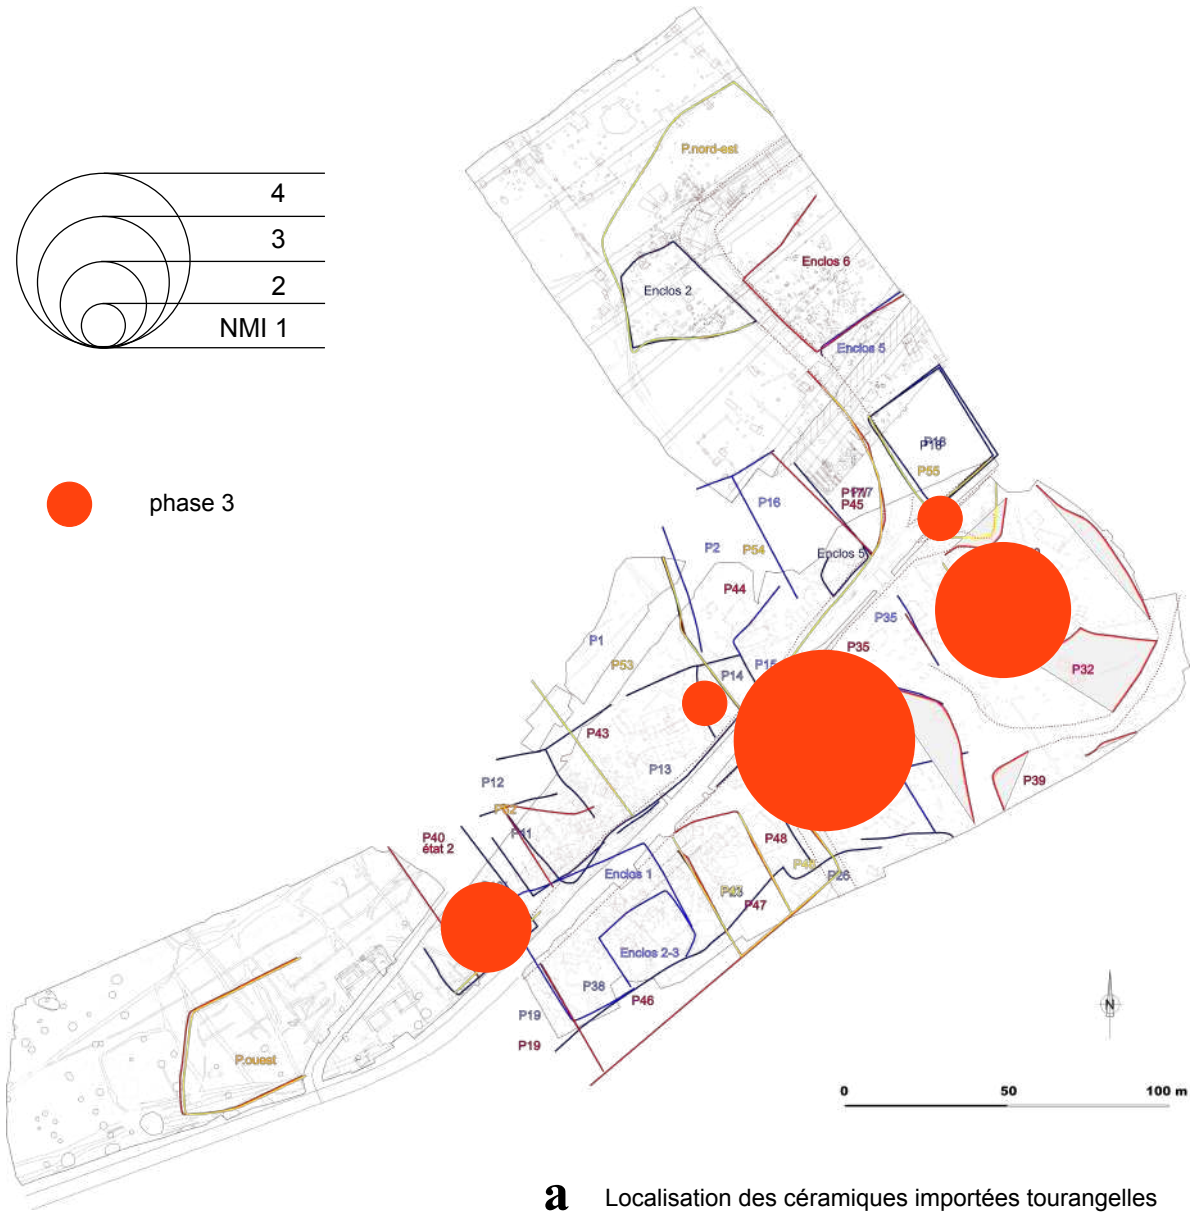 4
3
2
NMI 1
phase 3
P.nord-est
Enclos 6
Enclos 2
Enclos 5
P18
P55
P16
P45
P2
P54
Enclos 5
P44
P35
P1
P53
P35
P14
P15
P32
P43
P13
P12
P39
P11
P40
état 2
P48
Enclos 1
P26
P47
Enclos 2-3
P38
P46
P19
P19
P.ouest
N
0 50 100 m
a Localisation des céramiques importées tourangelles